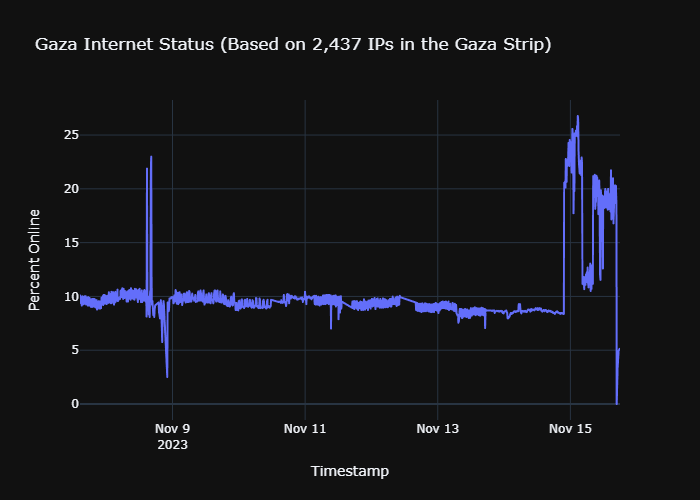 Gaza Internet Status (Based on 2,437 IPs in the Gaza Strip)
Percent Online
25
20
15
10
5
0
Nov 9
2023
Nov 11
Nov 13
Nov 15
Timestamp